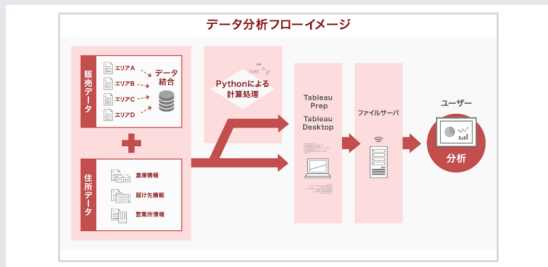 データ分析フローイメージ
販売データ
エリアA
エリアB
エリアC
エリアD
データ
結合
住所データ
倉庫情報
届け先情報
営業所情報
Pythonによる
計算処理
Tableau
Prep
Tableau
Desktop
ファイルサーバ
ユーザー
分析